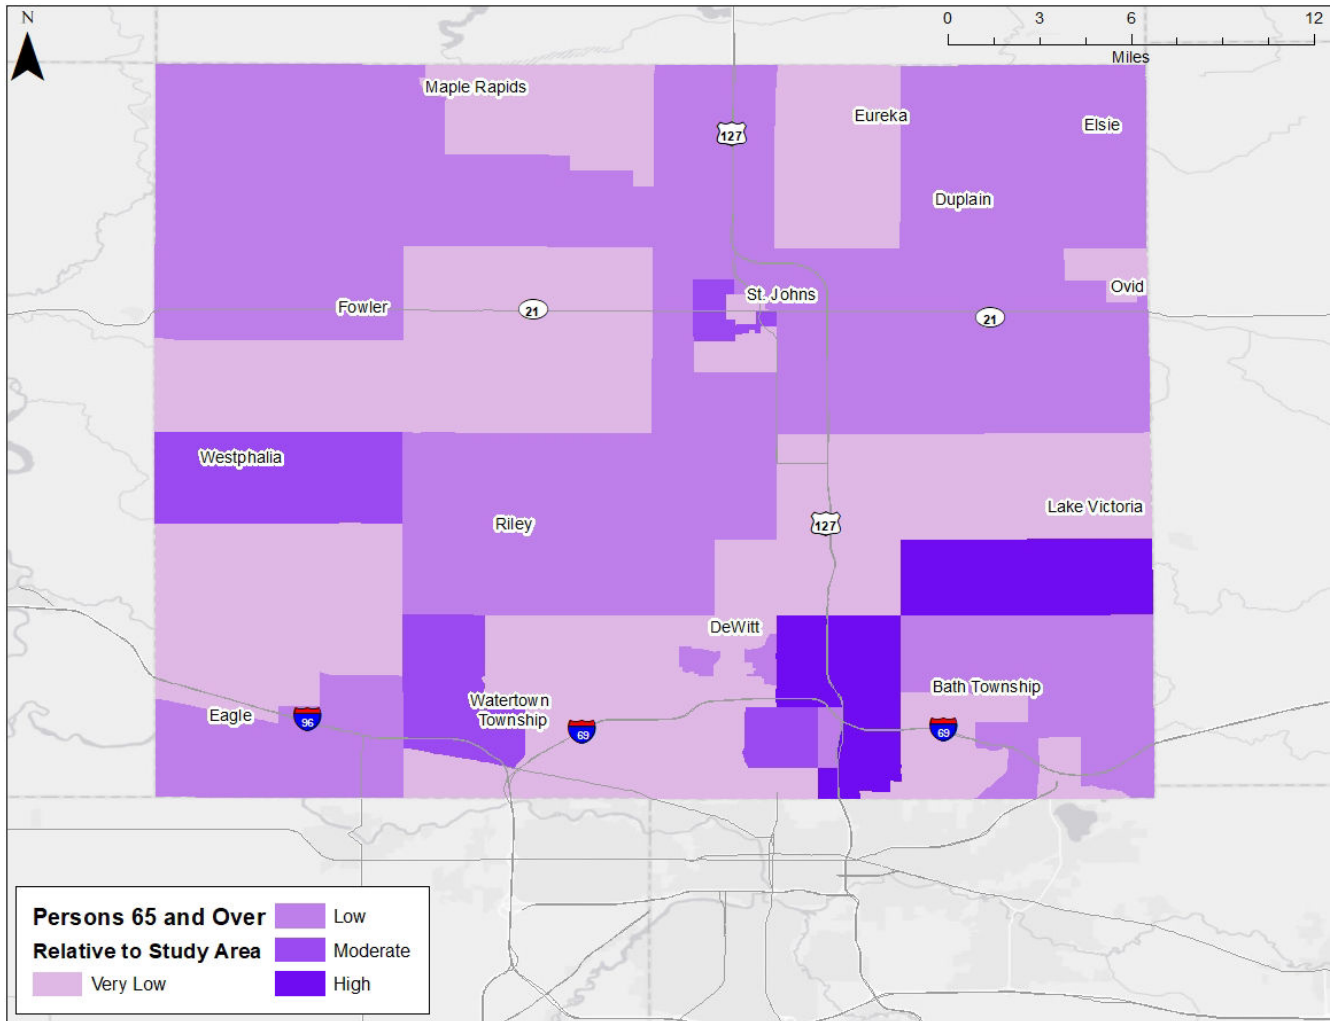 N
0 3 6 12
Miles
Maple Rapids
Eureka
Elsie
127
Duplain
Ovid
St. Johns
Fowler
21
21
Westphalia
Lake Victoria
Riley
127
DeWitt
Bath Township
Watertown
Township
Eagle
96
69
69
Persons 65 and Over
Relative to Study Area
Very Low
Low
Moderate
High